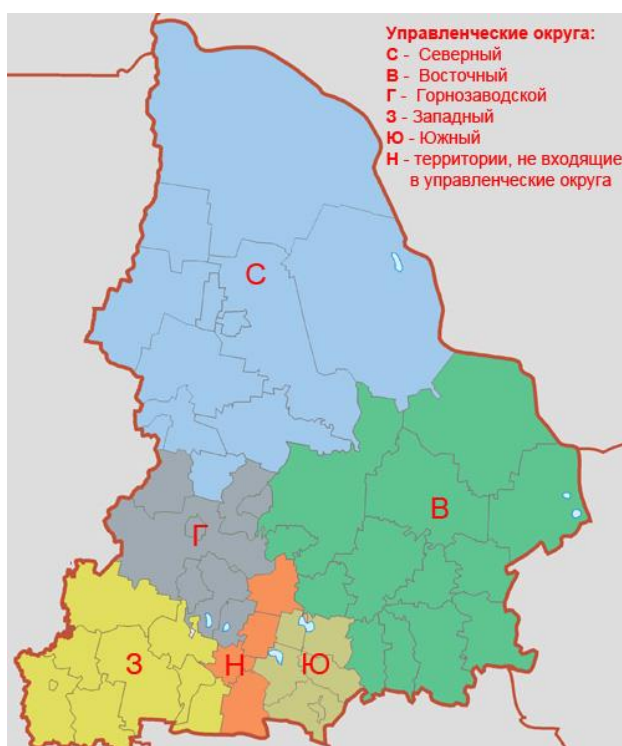 Управленческие округа:
С - Северный
В - Восточный
Г - Горнозаводской
З - Западный
Ю - Южный
Н - территории, не входящие
в управленческие округа
С
В
Г
З
Н
Ю